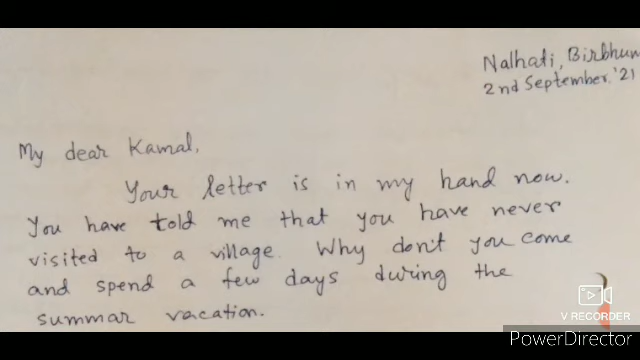 Nalhati, Birbhum
2nd September.'21
My dear Kamal,
Your letter is in my hand now.
You have told me that you have never
visited to a village. Why don't you come
and spend a few days during the
summar vacation.
V RECORDER
PowerDirector